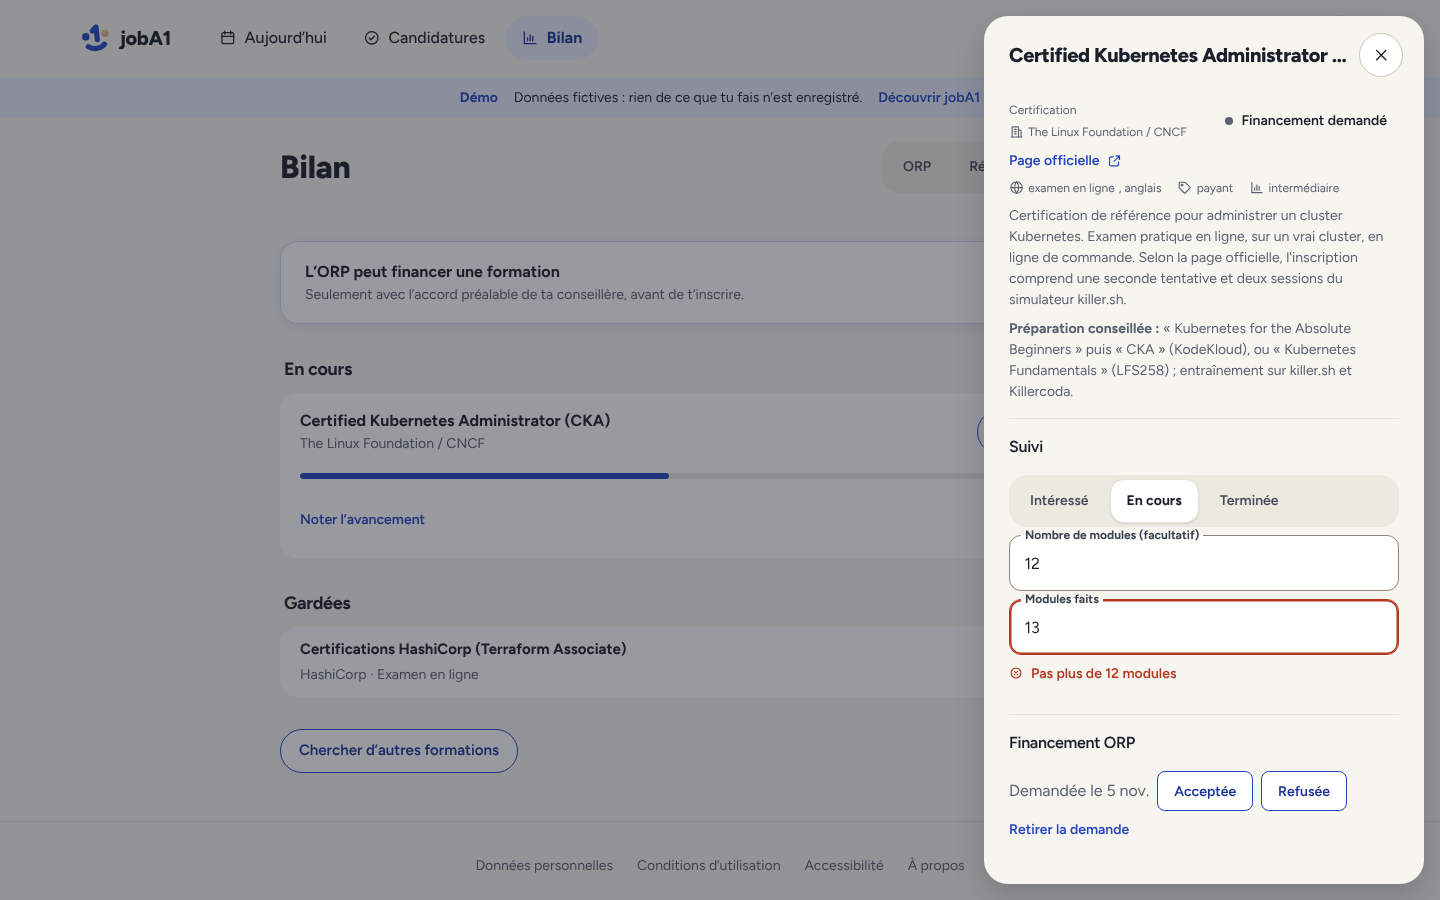 jobA1
Aujourd'hui
Candidatures
Bilan
Démo Données fictives : rien de ce que tu fais n'est enregistré. Découvrir jobA1
Bilan
ORP
L'ORP peut financer une formation
Seulement avec l'accord préalable de ta conseillère, avant de t'inscrire.
En cours
Certified Kubernetes Administrator (CKA)
The Linux Foundation / CNCF
Noter l'avancement
Gardées
Certifications HashiCorp (Terraform Associate)
HashiCorp · Examen en ligne
Chercher d'autres formations
Données personnelles
Conditions d'utilisation
Accessibilité
À propos
Certified Kubernetes Administrator ...
Certification
The Linux Foundation / CNCF
Financement demandé
Page officielle
examen en ligne , anglais
payant
intermédiaire
Certification de référence pour administrer un cluster
Kubernetes. Examen pratique en ligne, sur un vrai cluster, en
ligne de commande. Selon la page officielle, l'inscription
comprend une seconde tentative et deux sessions du
simulateur killer.sh.
Préparation conseillée : « Kubernetes for the Absolute
Beginners » puis « CKA » (KodeKloud), ou « Kubernetes
Fundamentals » (LFS258) ; entraînement sur killer.sh et
Killercoda.
Suivi
Intéressé
En cours
Terminée
Nombre de modules (facultatif)
12
Modules faits
13
Pas plus de 12 modules
Financement ORP
Demandée le 5 nov.
Acceptée
Refusée
Retirer la demande